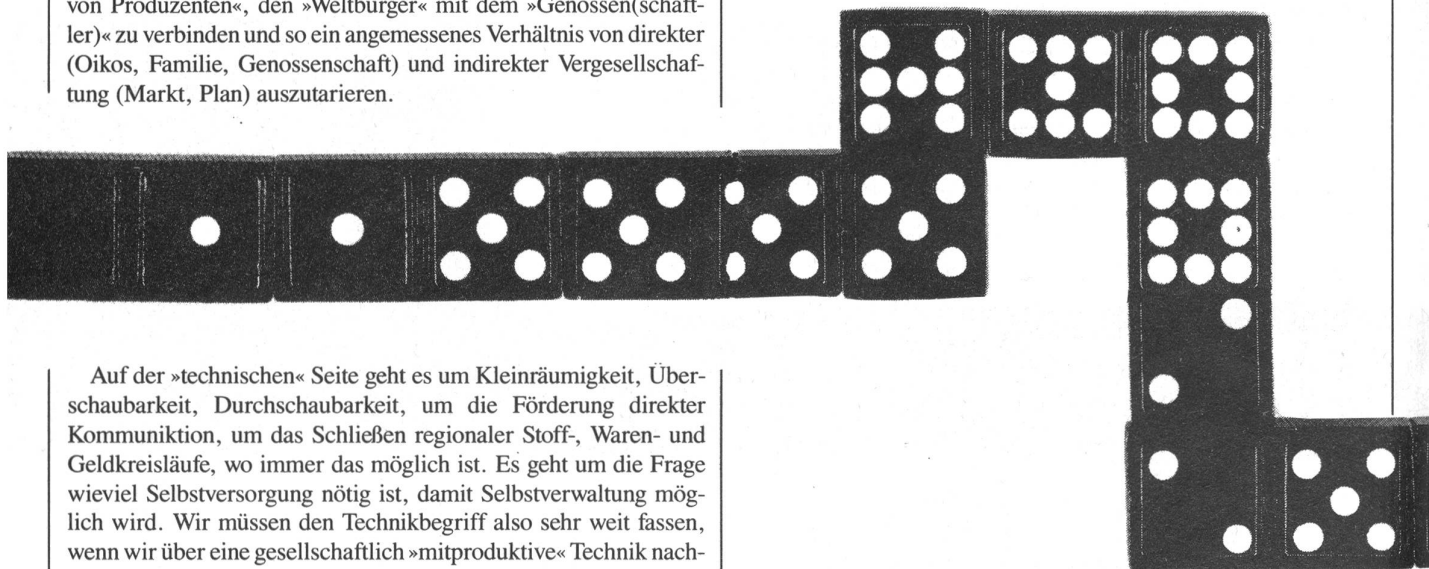 von Produzenten«, den »Weltbürger« mit dem »Genossen(schaft-
ler)« zu verbinden und so ein angemessenes Verhältnis von direkter
(Oikos, Familie, Genossenschaft) und indirekter Vergesellschaf-
tung (Markt, Plan) auszutarieren.
Auf der »technischen« Seite geht es um Kleinräumigkeit, Über-
schaubarkeit, Durchschaubarkeit, um die Förderung direkter
Kommuniktion, um das Schließen regionaler Stoff-, Waren- und
Geldkreisläufe, wo immer das möglich ist. Es geht um die Frage
wieviel Selbstversorgung nötig ist, damit Selbstverwaltung mög-
lich wird. Wir müssen den Technikbegriff also sehr weit fassen,
wenn wir über eine gesellschaftlich »mitproduktive« Technik nach-